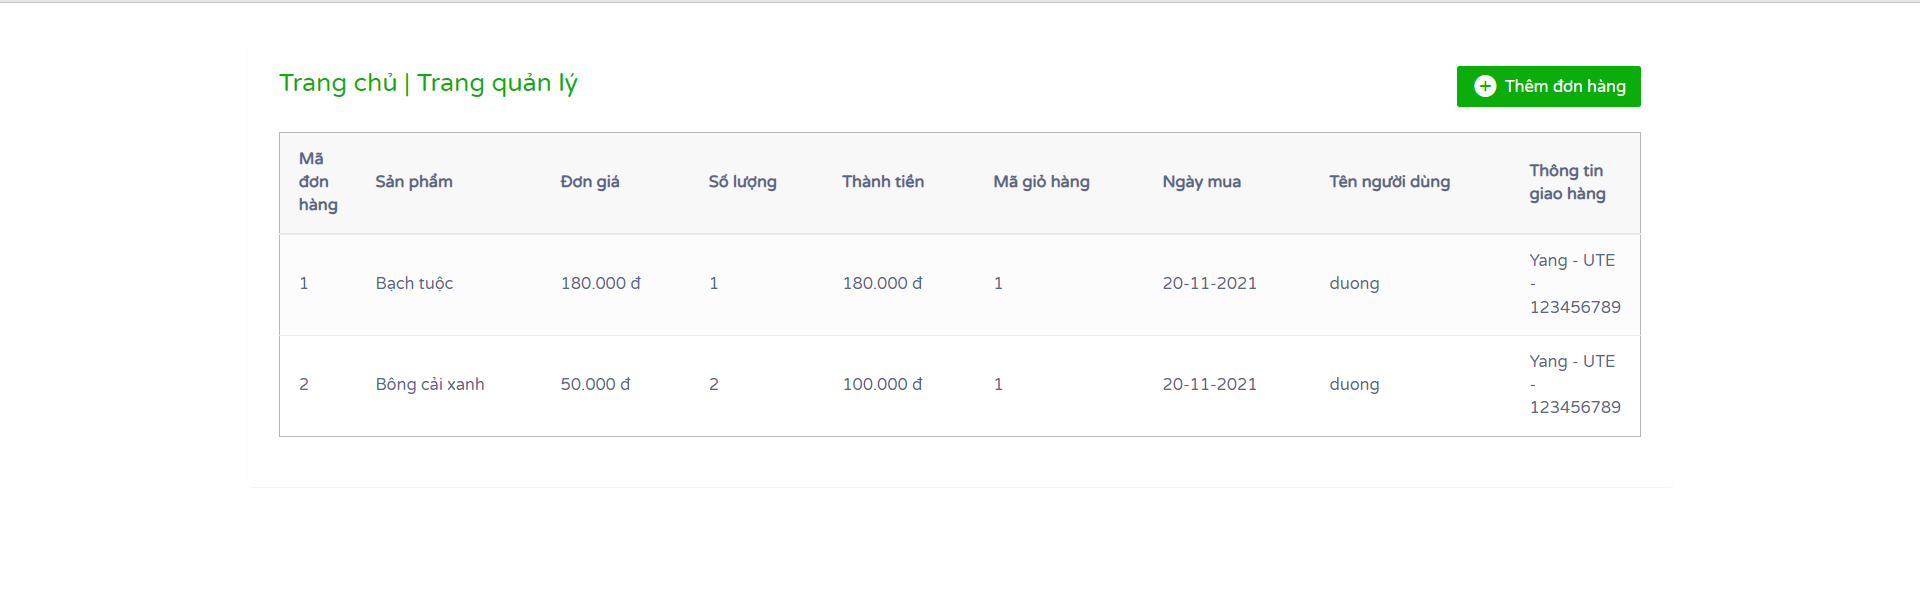 Trang chủ | Trang quản lý
Thêm đơn hàng
Mã đơn hàng Sản phẩm Đơn giá Số lượng Thành tiền Mã giỏ hàng Ngày mua Tên người dùng Thông tin giao hàng
1 Bạch tuộc 180.000 đ 1 180.000 đ 1 20-11-2021 duong Yang - UTE - 123456789
2 Bông cải xanh 50.000 đ 2 100.000 đ 1 20-11-2021 duong Yang - UTE - 123456789